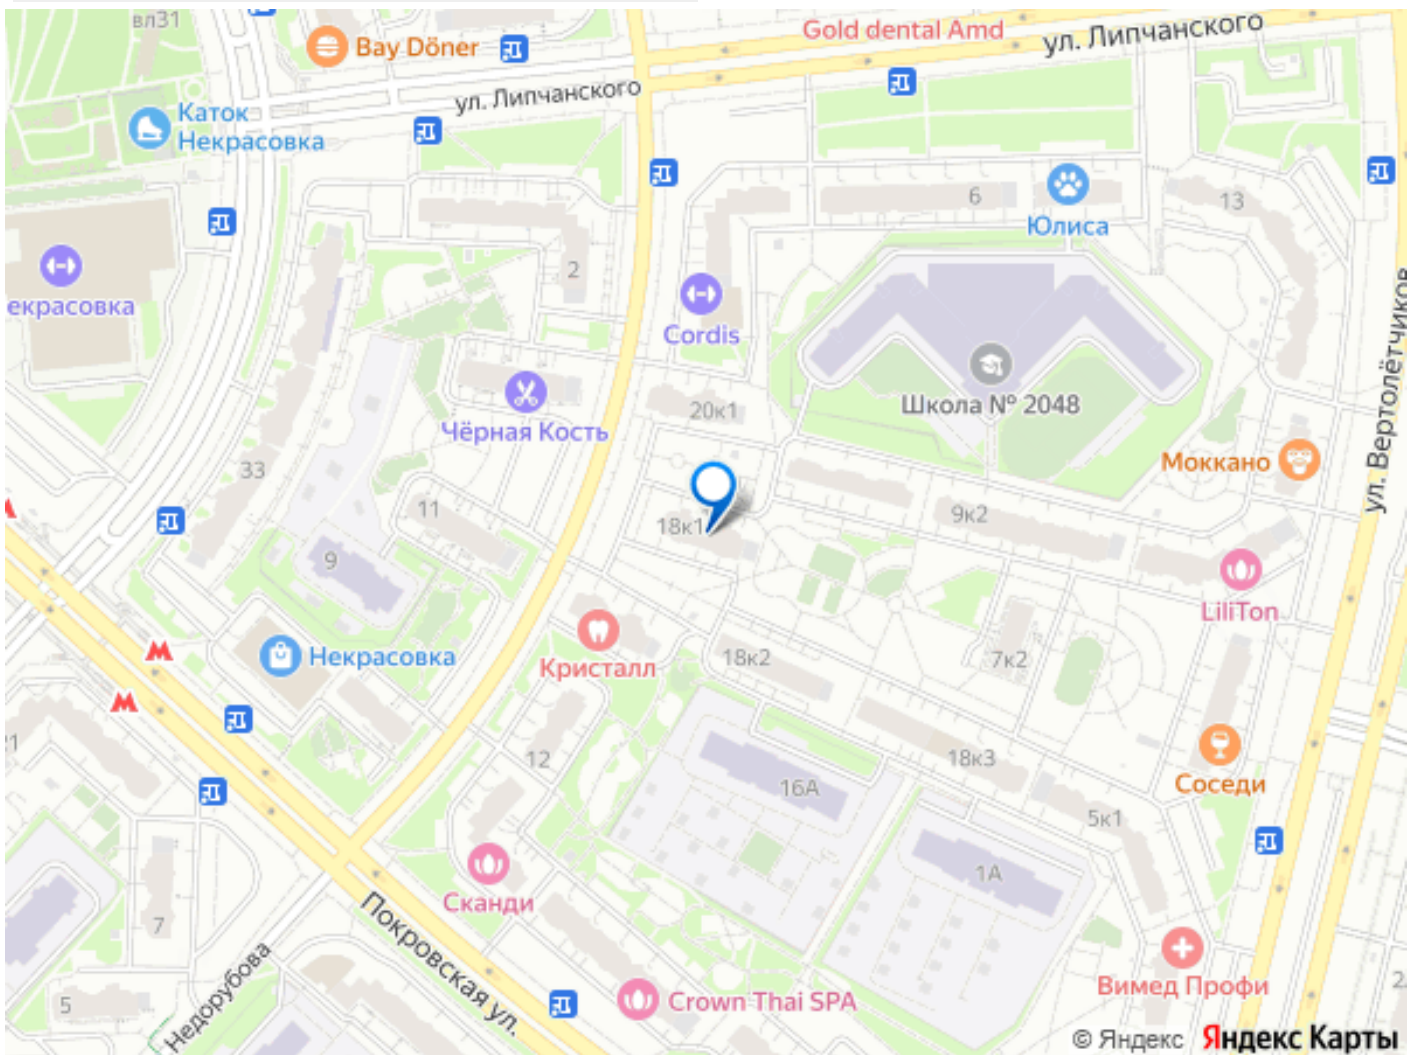 вл31
Bay Döner
Gold dental Amd
ул. Липчанского
ул. Липчанского
Каток
Некрасовка
6
13
Юлиса
2
екрасовка
Cordis
ул. Вертолётчиков
Школа № 2048
20к1
Чёрная Кость
Моккано
33
11
18к1
9к2
9
LiliTon
Некрасовка
Кристалл
18к2
7к2
12
18к3
Соседи
16А
5к1
1А
Сканди
7
Покровская ул.
Недорубова
5
Crown Thai SPA
Вимед Профи
© Яндекс Яндекс Карты